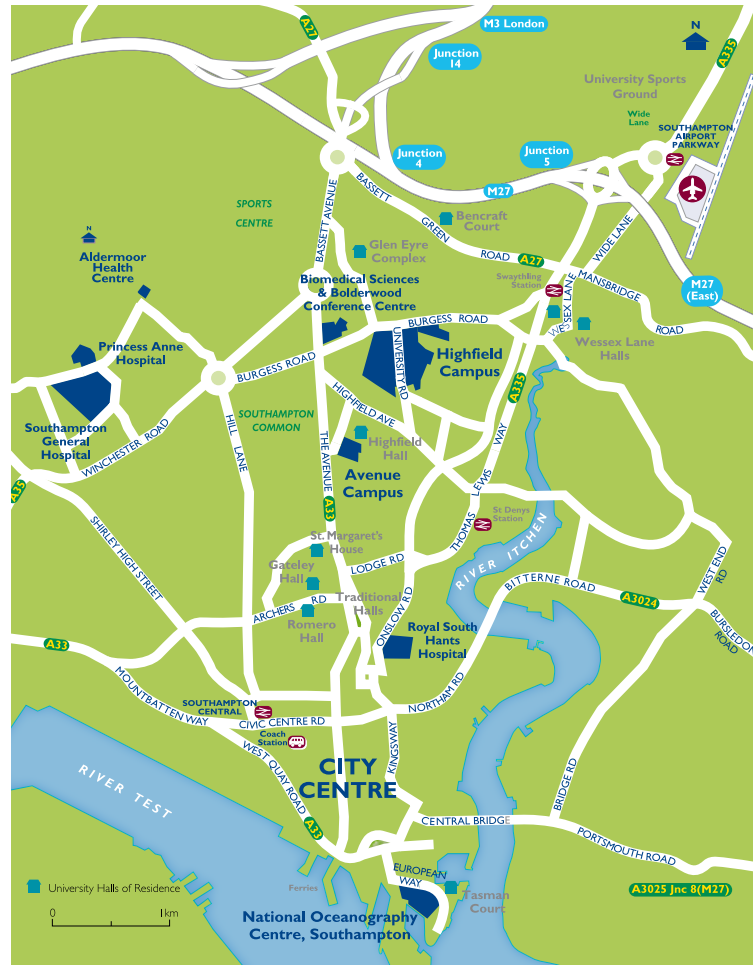 M3 London
A27
Junction
14
N
A335
University Sports
Ground
Wide
Lane
SOUTHAMPTON
AIRPORT
PARKWAY
Junction
4
Junction
5
M27
BASSETT
GREEN
ROAD
A27
BASSETT AVENUE
SPORTS
CENTRE
Bencraft
Court
WIDE LANE
N
Aldermoor
Health
Centre
Glen Eyre
Complex
Swaythling
Station
MANSBRIDGE
ROAD
M27
(East)
Biomedical Sciences
& Bolderwood
Conference Centre
WESSEX LANE
Wessex Lane
Halls
BURGESS ROAD
UNIVERSITY RD
Highfield
Campus
Princess Anne
Hospital
BURGESS ROAD
A335
HIGHFIELD AVE
SOUTHAMPTON
COMMON
Southampton
General
Hospital
WINCHESTER ROAD
HILL LANE
THE AVENUE
A33
Highfield
Hall
Avenue
Campus
THOMAS LEWIS WAY
A35
SHIRLEY HIGH STREET
St Denys
Station
St. Margaret's
House
RIVER ITCHEN
LODGE RD
Gateley
Hall
BITTERNE ROAD
A3024
WEST END
RD
BURSLEDON
ROAD
Traditional
Halls
ARCHERS RD
Romero
Hall
ONSLOW RD
Royal South
Hants
Hospital
A33
MOUNTBATTEN WAY
SOUTHAMPTON
CENTRAL
CIVIC CENTRE RD
NORTHAM RD
Coach
Station
KINGSWAY
WEST QUAY ROAD
A33
CITY
CENTRE
RIVER TEST
BRIDGE RD
CENTRAL BRIDGE
PORTSMOUTH ROAD
EUROPEAN
WAY
University Halls of Residence
Ferries
Tasman
Court
A3025 Jnc 8(M27)
0
1km
National Oceanography
Centre, Southampton